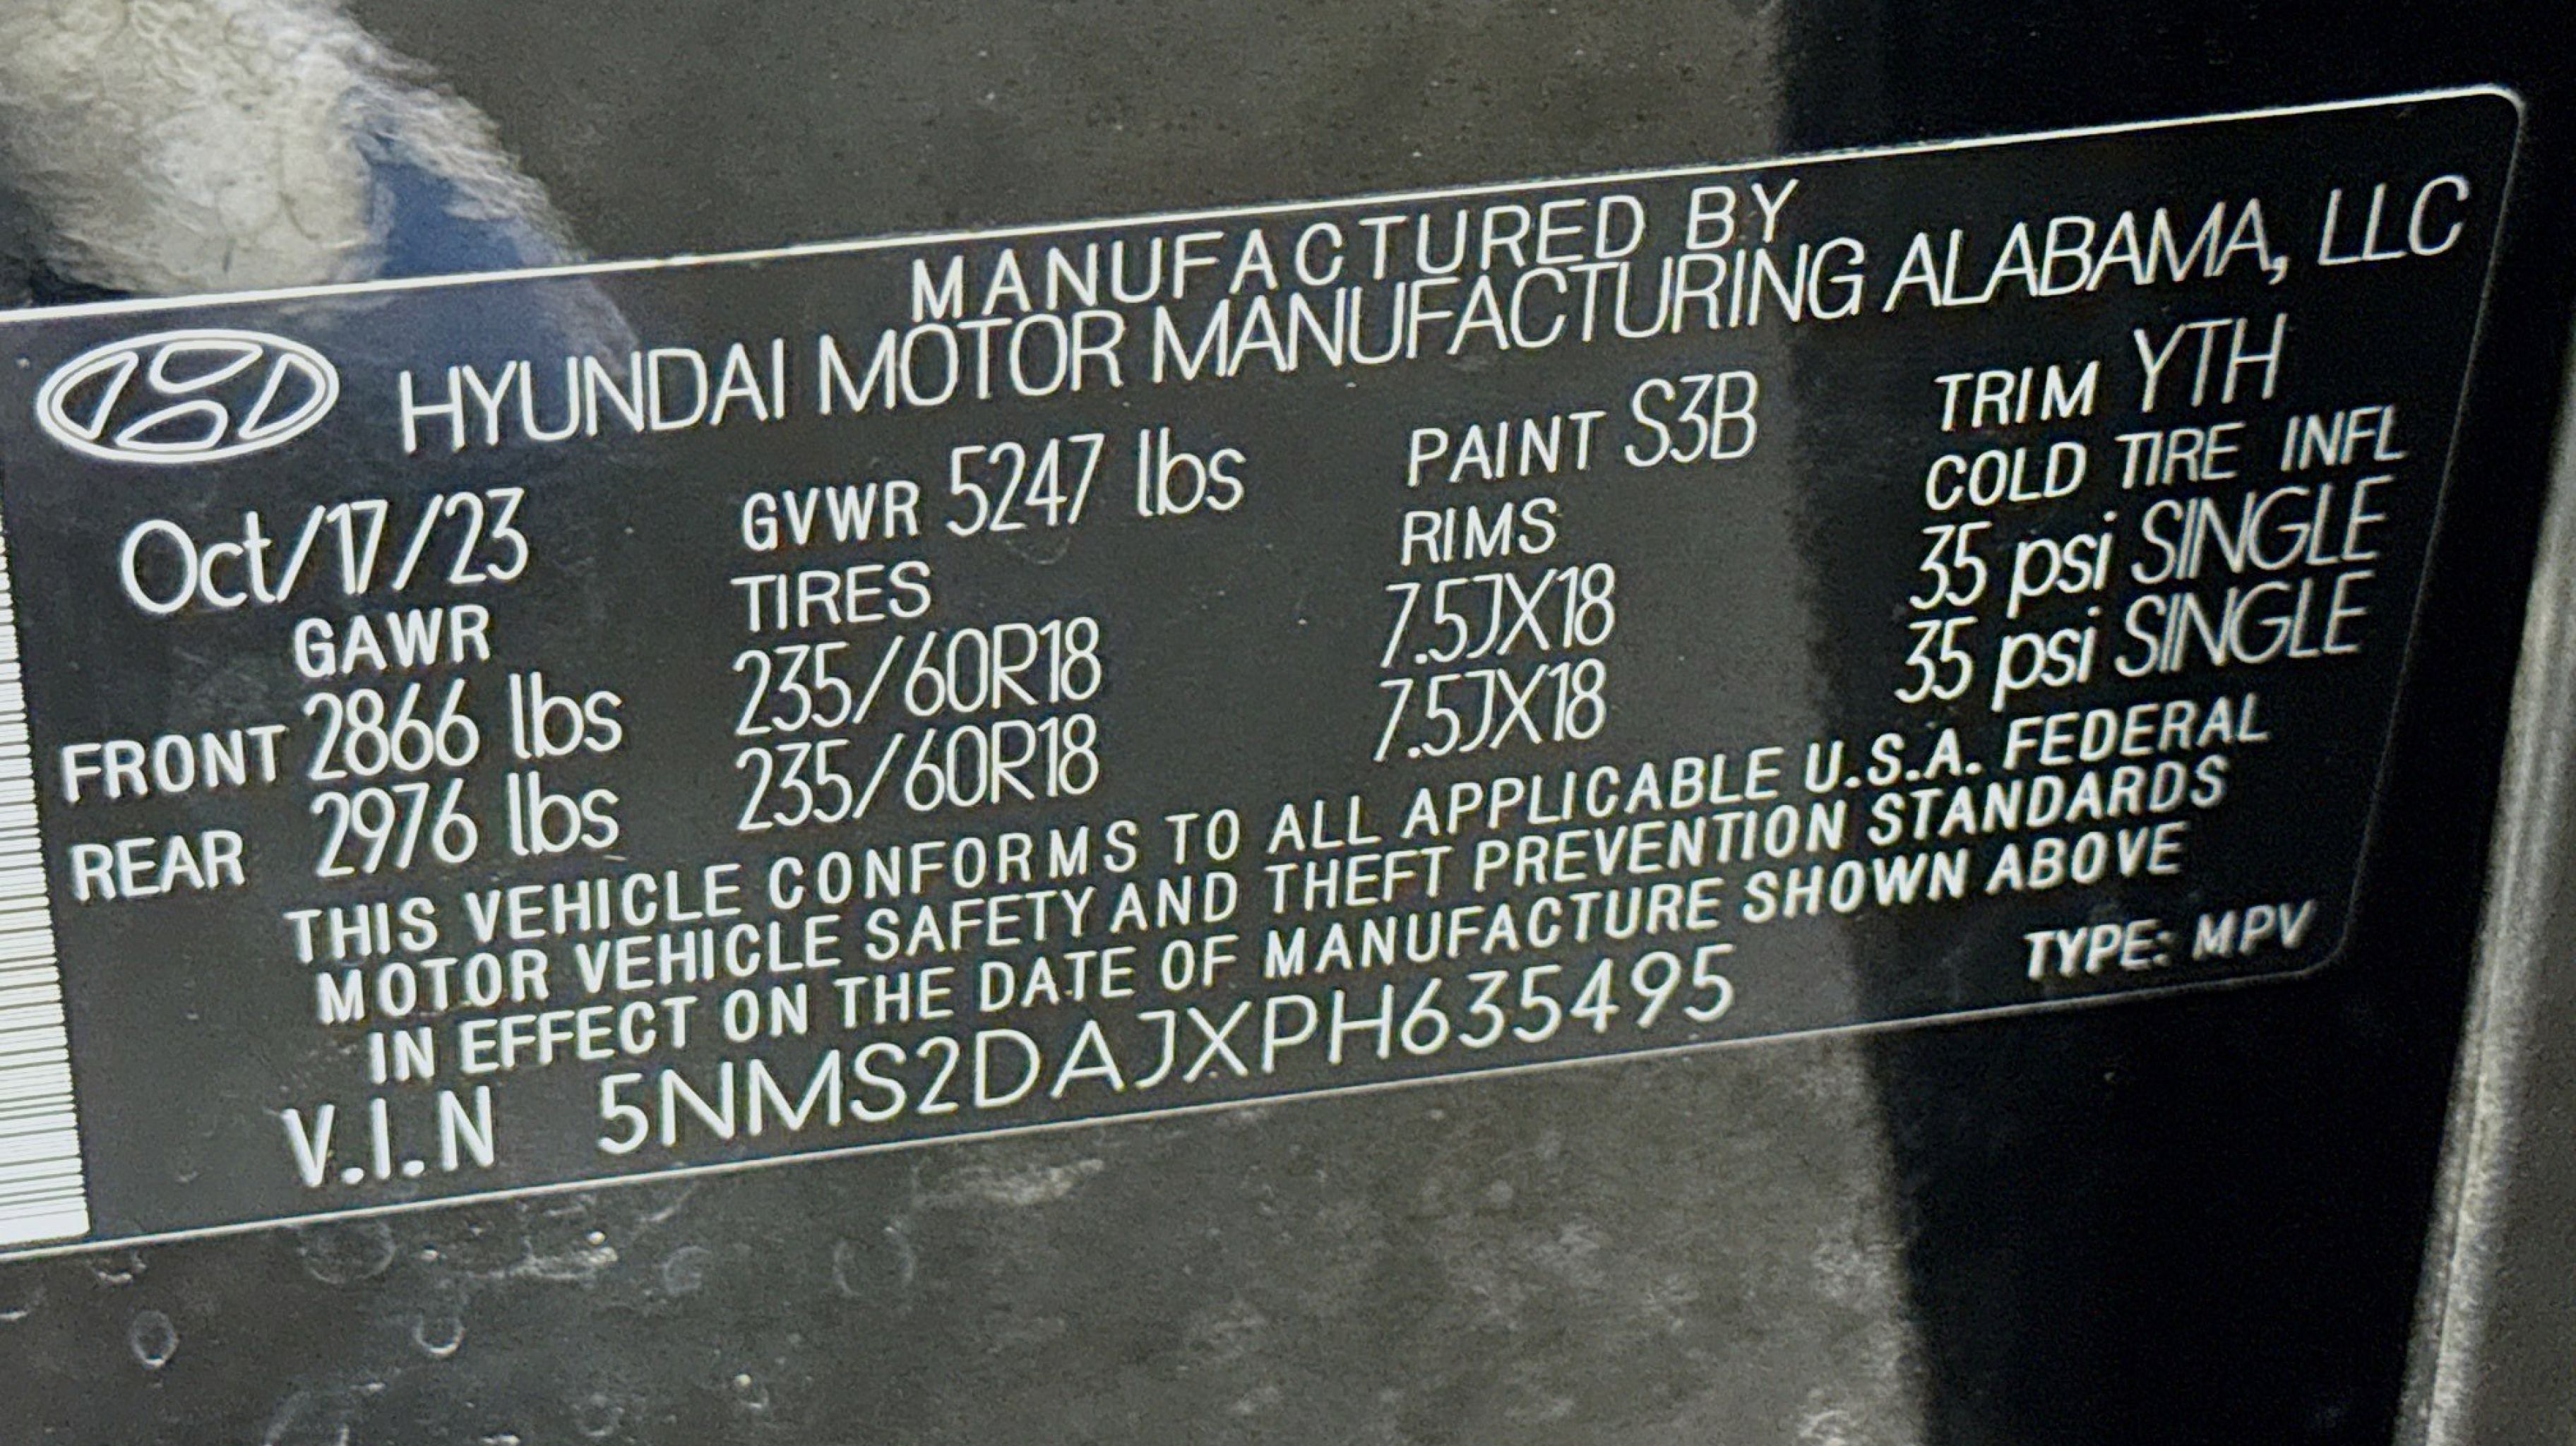 MANUFACTURED BY
HYUNDAI MOTOR MANUFACTURING ALABAMA, LLC
Oct/17/23 GVWR 5247 lbs PAINT S3B TRIM YTH
GAWR TIRES RIMS COLD TIRE INFL
FRONT 2866 lbs 235/60R18 7.5JX18 35 psi SINGLE
REAR 2976 lbs 235/60R18 7.5JX18 35 psi SINGLE
THIS VEHICLE CONFORMS TO ALL APPLICABLE U.S.A. FEDERAL
MOTOR VEHICLE SAFETY AND THEFT PREVENTION STANDARDS
IN EFFECT ON THE DATE OF MANUFACTURE SHOWN ABOVE
V.I.N 5NMS2DAJXPH635495 TYPE: MPV